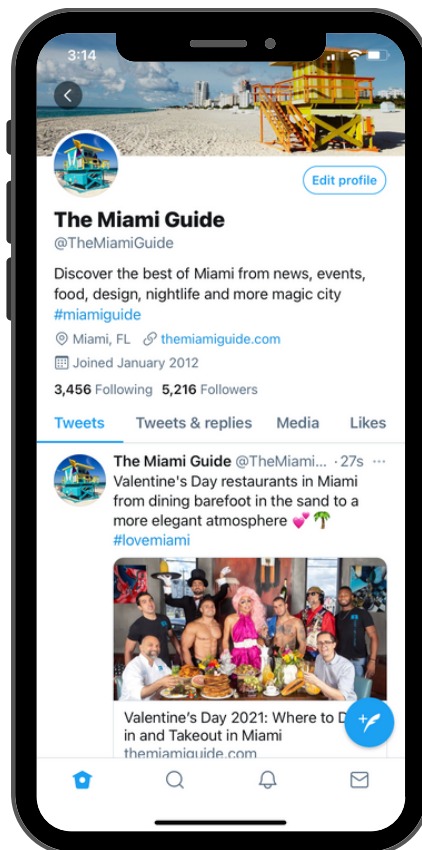 3:14
Edit profile
The Miami Guide
@TheMiamiGuide
Discover the best of Miami from news, events,
food, design, nightlife and more magic city
#miamiguide
Miami, FL themiamiguide.com
Joined January 2012
3,456 Following 5,216 Followers
Tweets Tweets & replies Media Likes
The Miami Guide @TheMiami... · 27s ···
Valentine's Day restaurants in Miami
from dining barefoot in the sand to a
more elegant atmosphere 💕🌴
#lovemiami
Valentine's Day 2021: Where to D
in and Takeout in Miami
themiamiguide.com